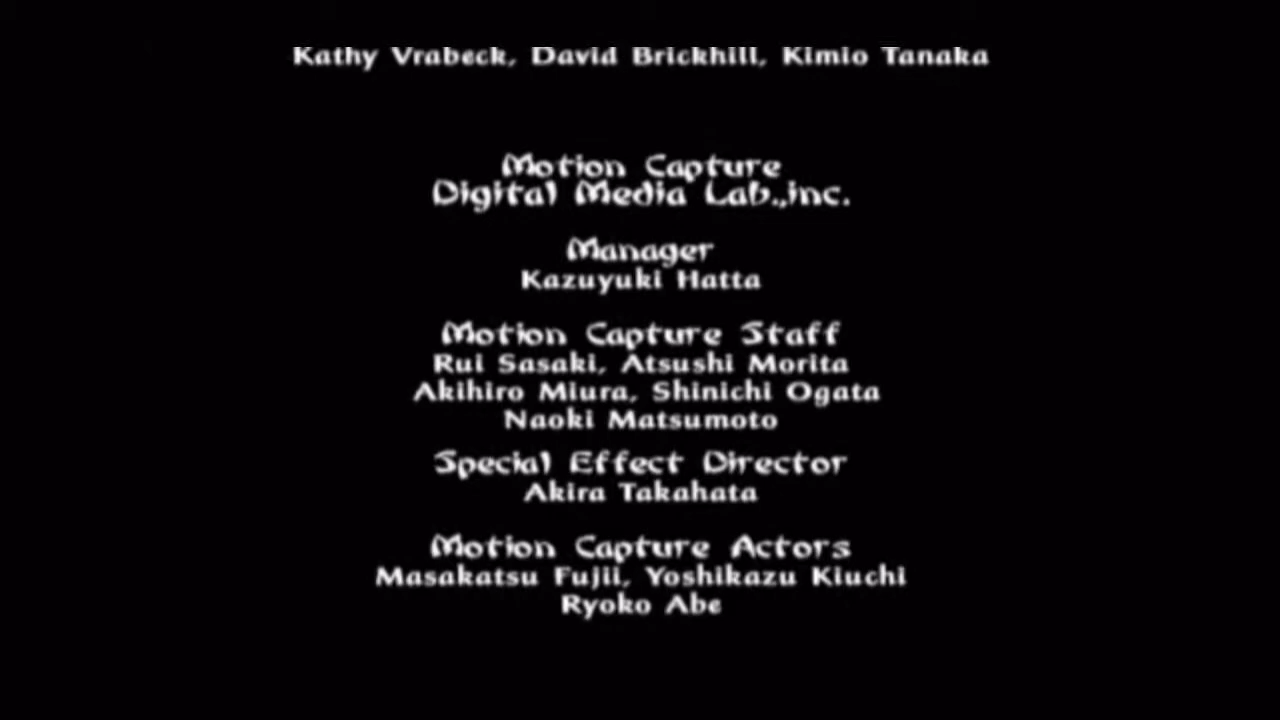 Kathy Vrabeck, David Brickhill, Kimio Tanaka
Motion Capture
Digital Media Lab.,inc.
Manager
Kazuyuki Hatta
Motion Capture Staff
Rui Sasaki, Atsushi Morita
Akihiro Miura, Shinichi Ogata
Naoki Matsumoto
Special Effect Director
Akira Takahata
Motion Capture Actors
Masakatsu Fujii, Yoshikazu Kiuchi
Ryoko Abe